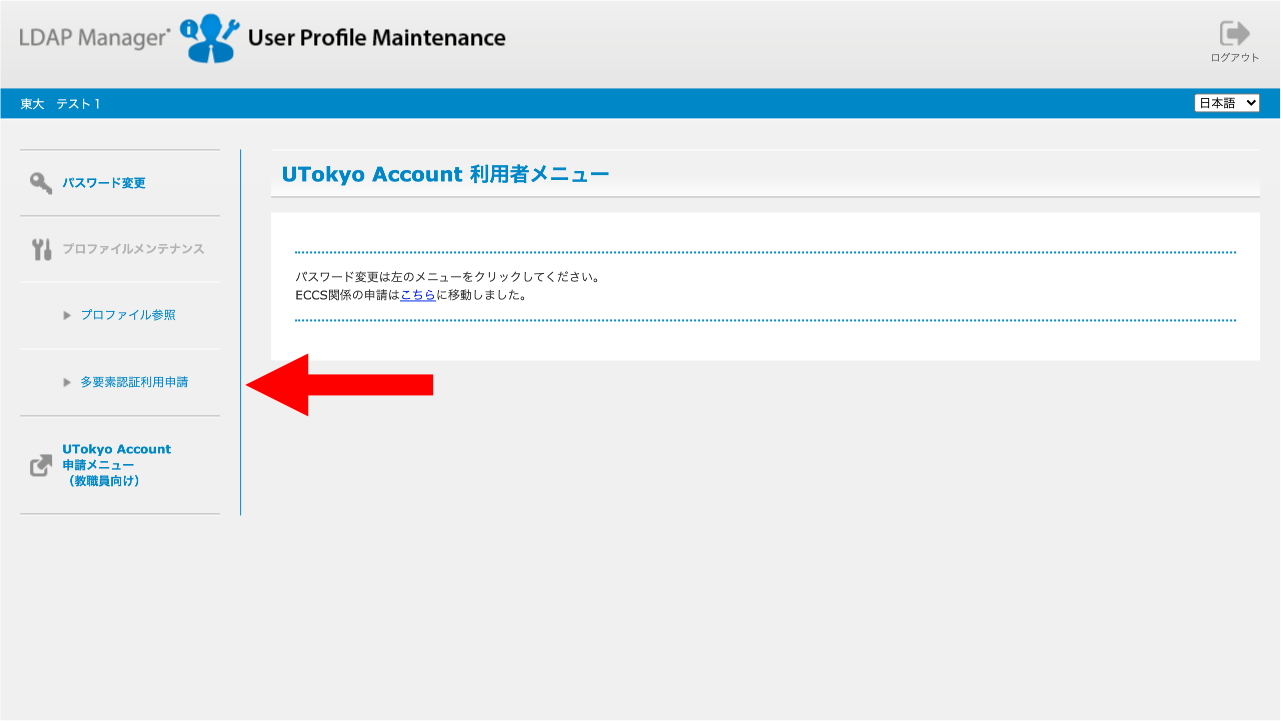 LDAP Manager User Profile Maintenance
ログアウト
東大 テスト１
日本語
パスワード変更
プロファイルメンテナンス
プロファイル参照
多要素認証利用申請
UTokyo Account
申請メニュー
（教職員向け）
UTokyo Account 利用者メニュー
パスワード変更は左のメニューをクリックしてください。
ECCS関係の申請はこちらに移動しました。